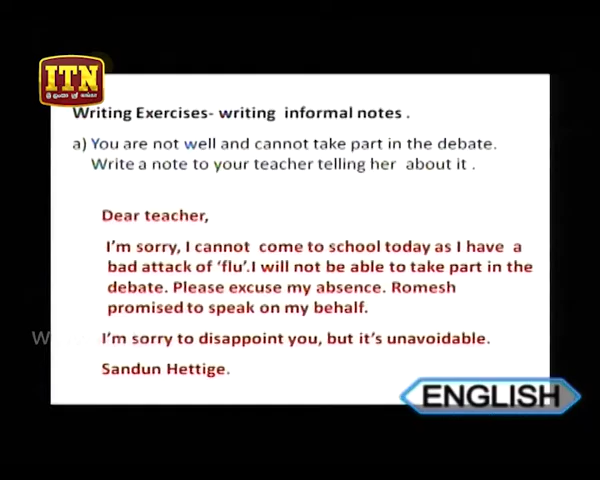 ITN
Writing Exercises- writing informal notes .
a) You are not well and cannot take part in the debate.
Write a note to your teacher telling her about it .
Dear teacher,
I'm sorry, I cannot come to school today as I have a
bad attack of 'flu'.I will not be able to take part in the
debate. Please excuse my absence. Romesh
promised to speak on my behalf.
I'm sorry to disappoint you, but it's unavoidable.
Sandun Hettige.
ENGLISH